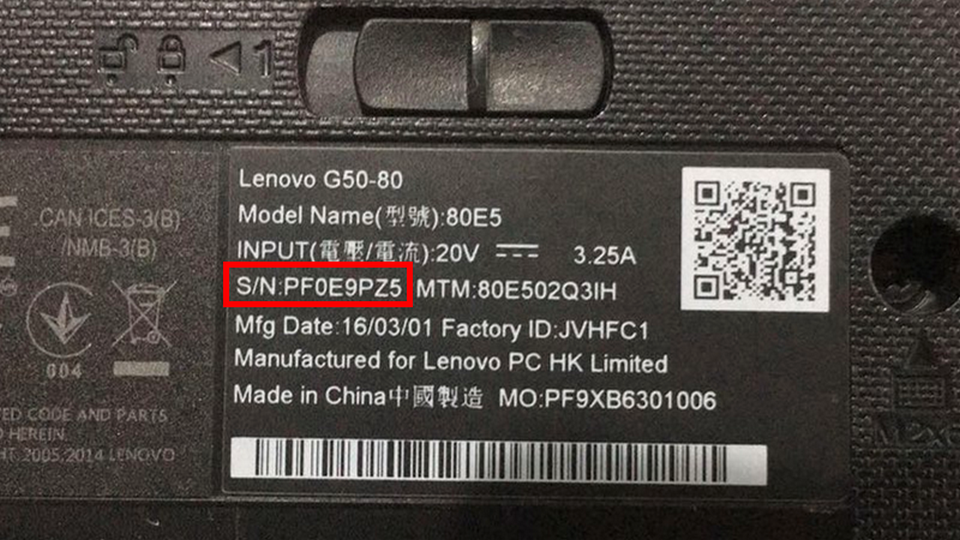 1
Lenovo G50-80
Model Name(型號):80E5
INPUT(電壓/電流):20V ⎓ 3.25A
S/N:PF0E9PZ5 MTM:80E502Q3IH
Mfg Date:16/03/01 Factory ID:JVHFC1
Manufactured for Lenovo PC HK Limited
Made in China中國製造 MO:PF9XB6301006
CAN ICES-3(B)
/NMB-3(B)
004
CODE AND PARTS
HEREIN
2005,2014 LENOVO